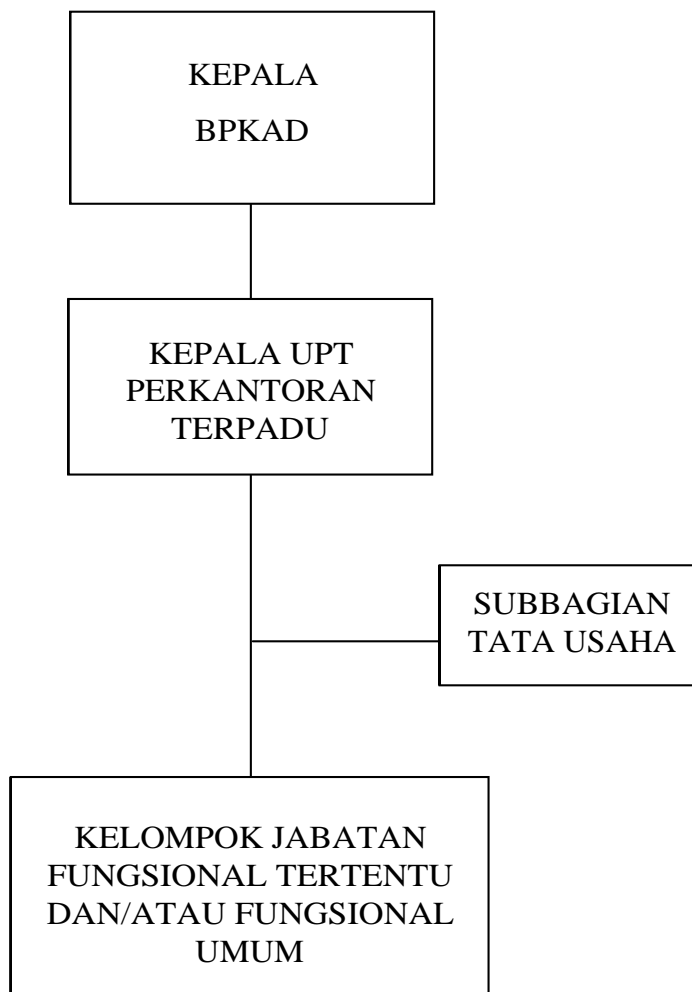 KEPALA
BPKAD
KEPALA UPT
PERKANTORAN
TERPADU
SUBBAGIAN
TATA USAHA
KELOMPOK JABATAN
FUNGSIONAL TERTENTU
DAN/ATAU FUNGSIONAL
UMUM